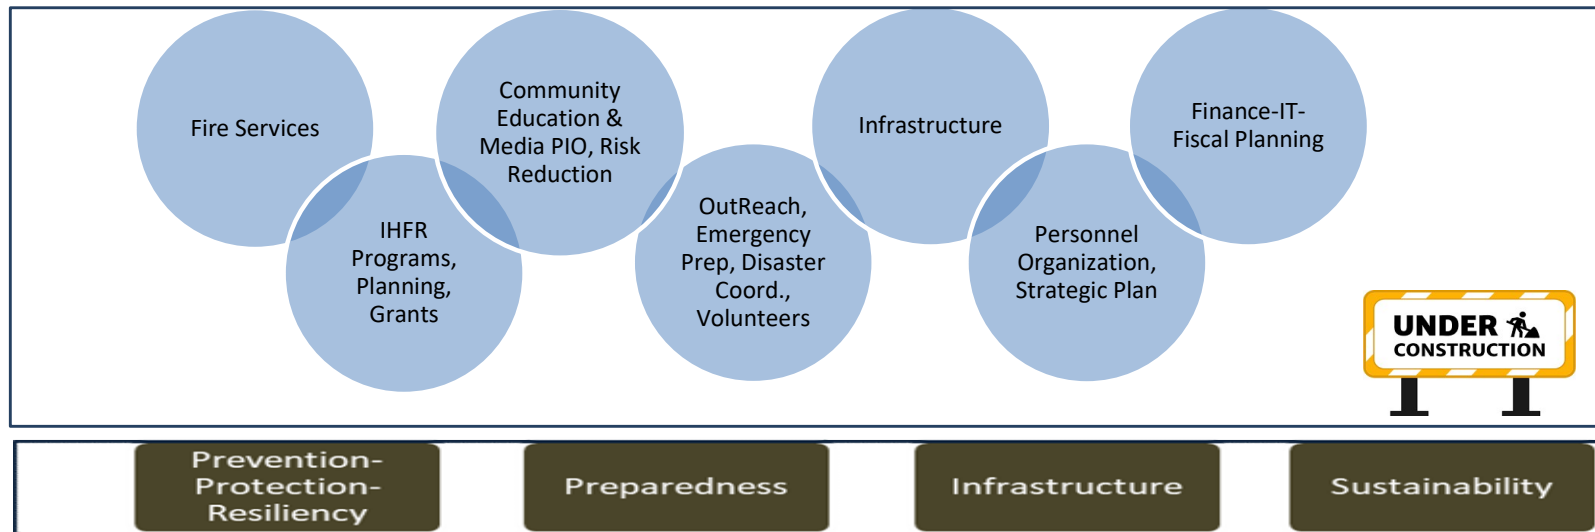 Fire Services
IHFR
Programs,
Planning,
Grants
Community
Education &
Media PIO, Risk
Reduction
OutReach,
Emergency
Prep, Disaster
Coord.,
Volunteers
Infrastructure
Personnel
Organization,
Strategic Plan
Finance-IT-
Fiscal Planning
UNDER
CONSTRUCTION
Prevention-
Protection-
Resiliency
Preparedness
Infrastructure
Sustainability